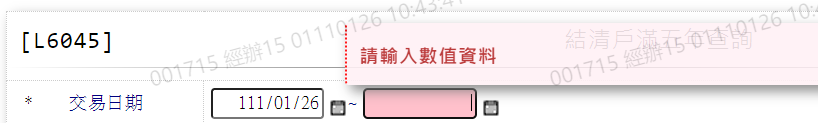 001715 經辦15 01110126 10:43:41
[L6045]
結清戶滿五年查詢
請輸入數值資料
001715 經辦15 01110126
* 交易日期 111/01/26 ~